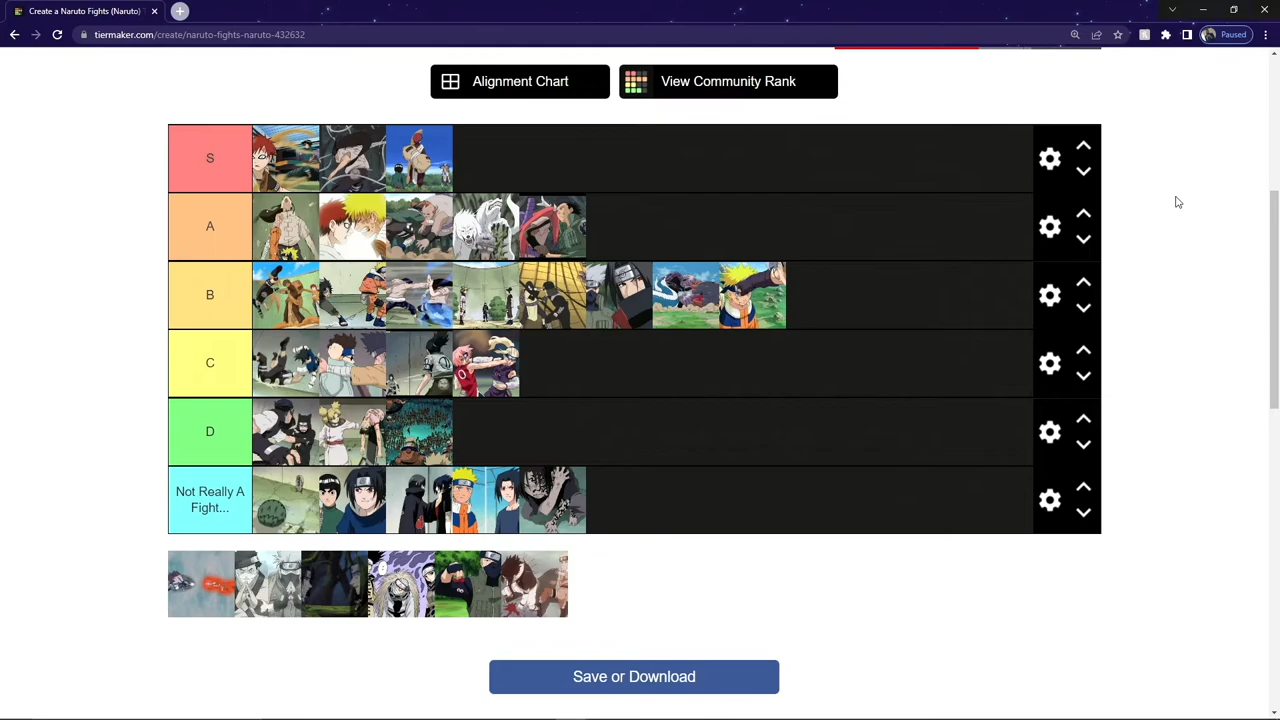 Create a Naruto Fights (Naruto)
tiermaker.com/create/naruto-fights-naruto-432632
Paused
Alignment Chart
View Community Rank
S
A
B
C
D
Not Really A
Fight...
Save or Download